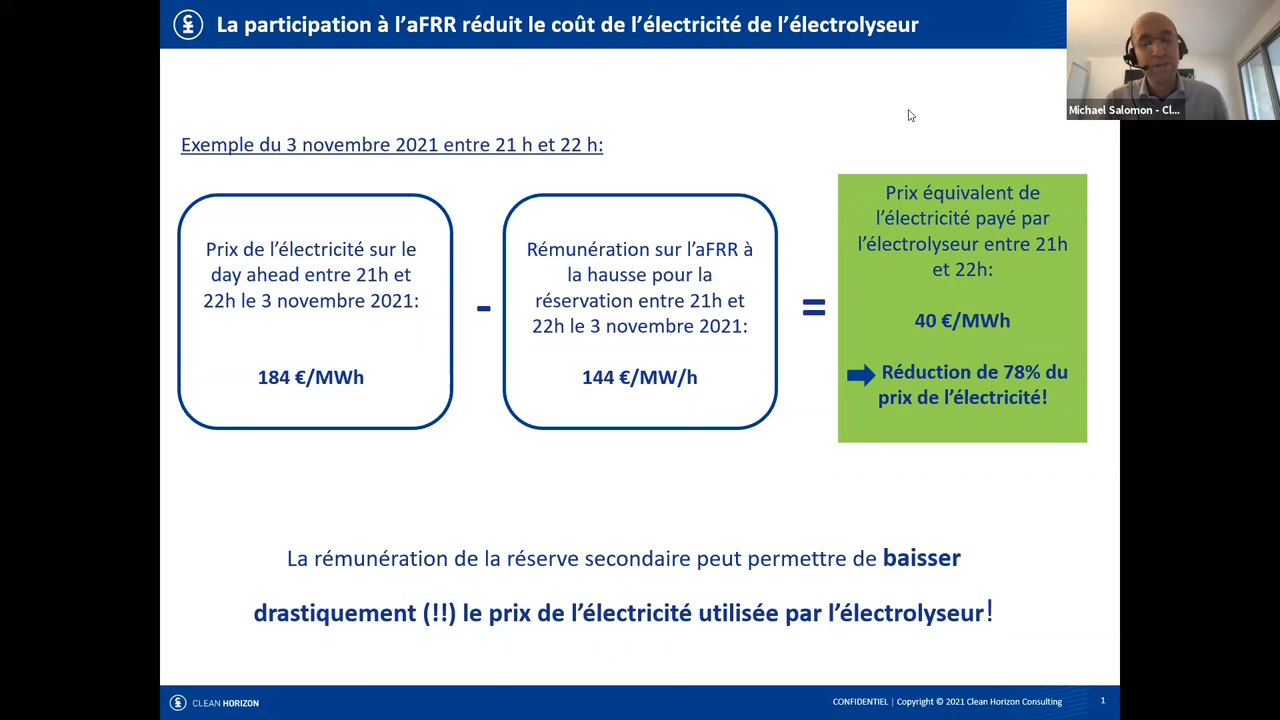 La participation à l’aFRR réduit le coût de l’électricité de l’électrolyseur
Michael Salomon - Cl...
Exemple du 3 novembre 2021 entre 21 h et 22 h:
Prix de l’électricité sur le
day ahead entre 21h et
22h le 3 novembre 2021:
184 €/MWh
-
Rémunération sur l’aFRR à
la hausse pour la
réservation entre 21h et
22h le 3 novembre 2021:
144 €/MW/h
=
Prix équivalent de
l’électricité payé par
l’électrolyseur entre 21h
et 22h:
40 €/MWh
Réduction de 78% du
prix de l’électricité!
La rémunération de la réserve secondaire peut permettre de baisser
drastiquement (!!) le prix de l’électricité utilisée par l’électrolyseur!
CLEAN HORIZON
CONFIDENTIEL | Copyright © 2021 Clean Horizon Consulting
1